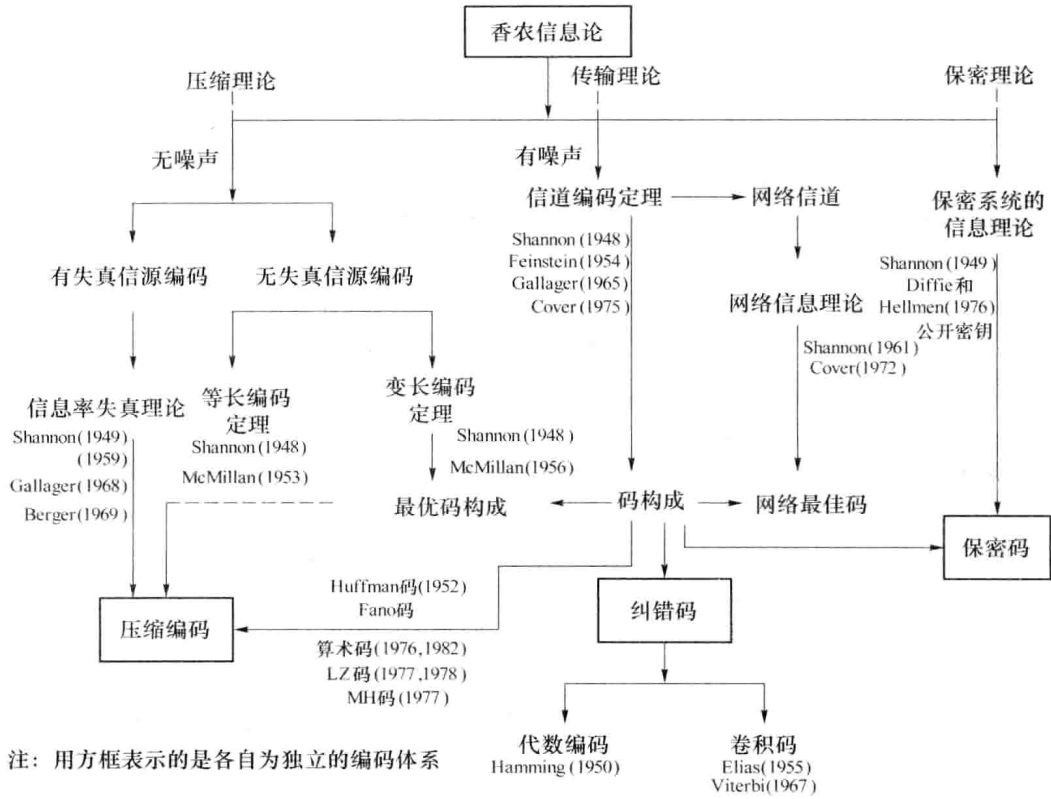 香农信息论
压缩理论
传输理论
保密理论
无噪声
有噪声
信道编码定理
网络信道
保密系统的
信息理论
Shannon(1948)
Feinstein(1954)
Gallager(1965)
Cover(1975)
有失真信源编码
无失真信源编码
Shannon(1949)
Diffie和
Hellmen(1976)
公开密钥
网络信息理论
Shannon(1961)
Cover(1972)
信息率失真理论
等长编码
定理
变长编码
定理
Shannon(1949)
(1959)
Gallager(1968)
Berger(1969)
Shannon(1948)
McMillan(1953)
Shannon(1948)
McMillan(1956)
最优码构成
码构成
网络最佳码
保密码
Huffman码(1952)
Fano码
压缩编码
纠错码
算术码(1976,1982)
LZ码(1977,1978)
MH码(1977)
代数编码
Hamming(1950)
卷积码
Elias(1955)
Viterbi(1967)
注：用方框表示的是各自为独立的编码体系